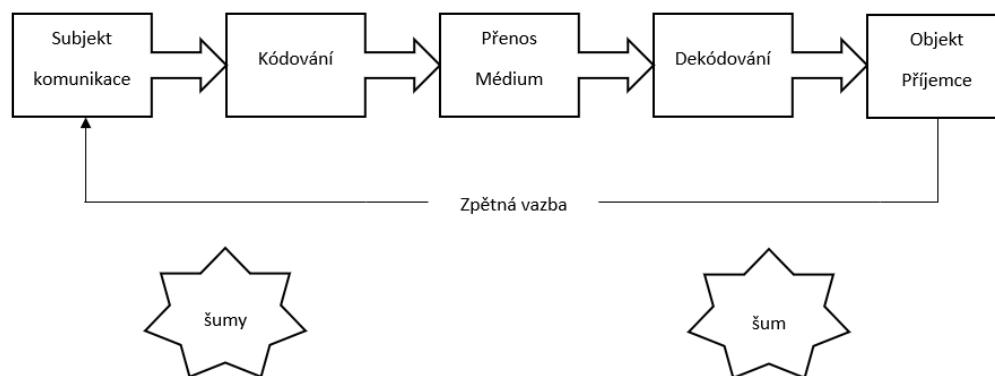 Subjekt
komunikace
Kódování
Přenos
Médium
Dekódování
Objekt
Příjemce
Zpětná vazba
šumy
šum